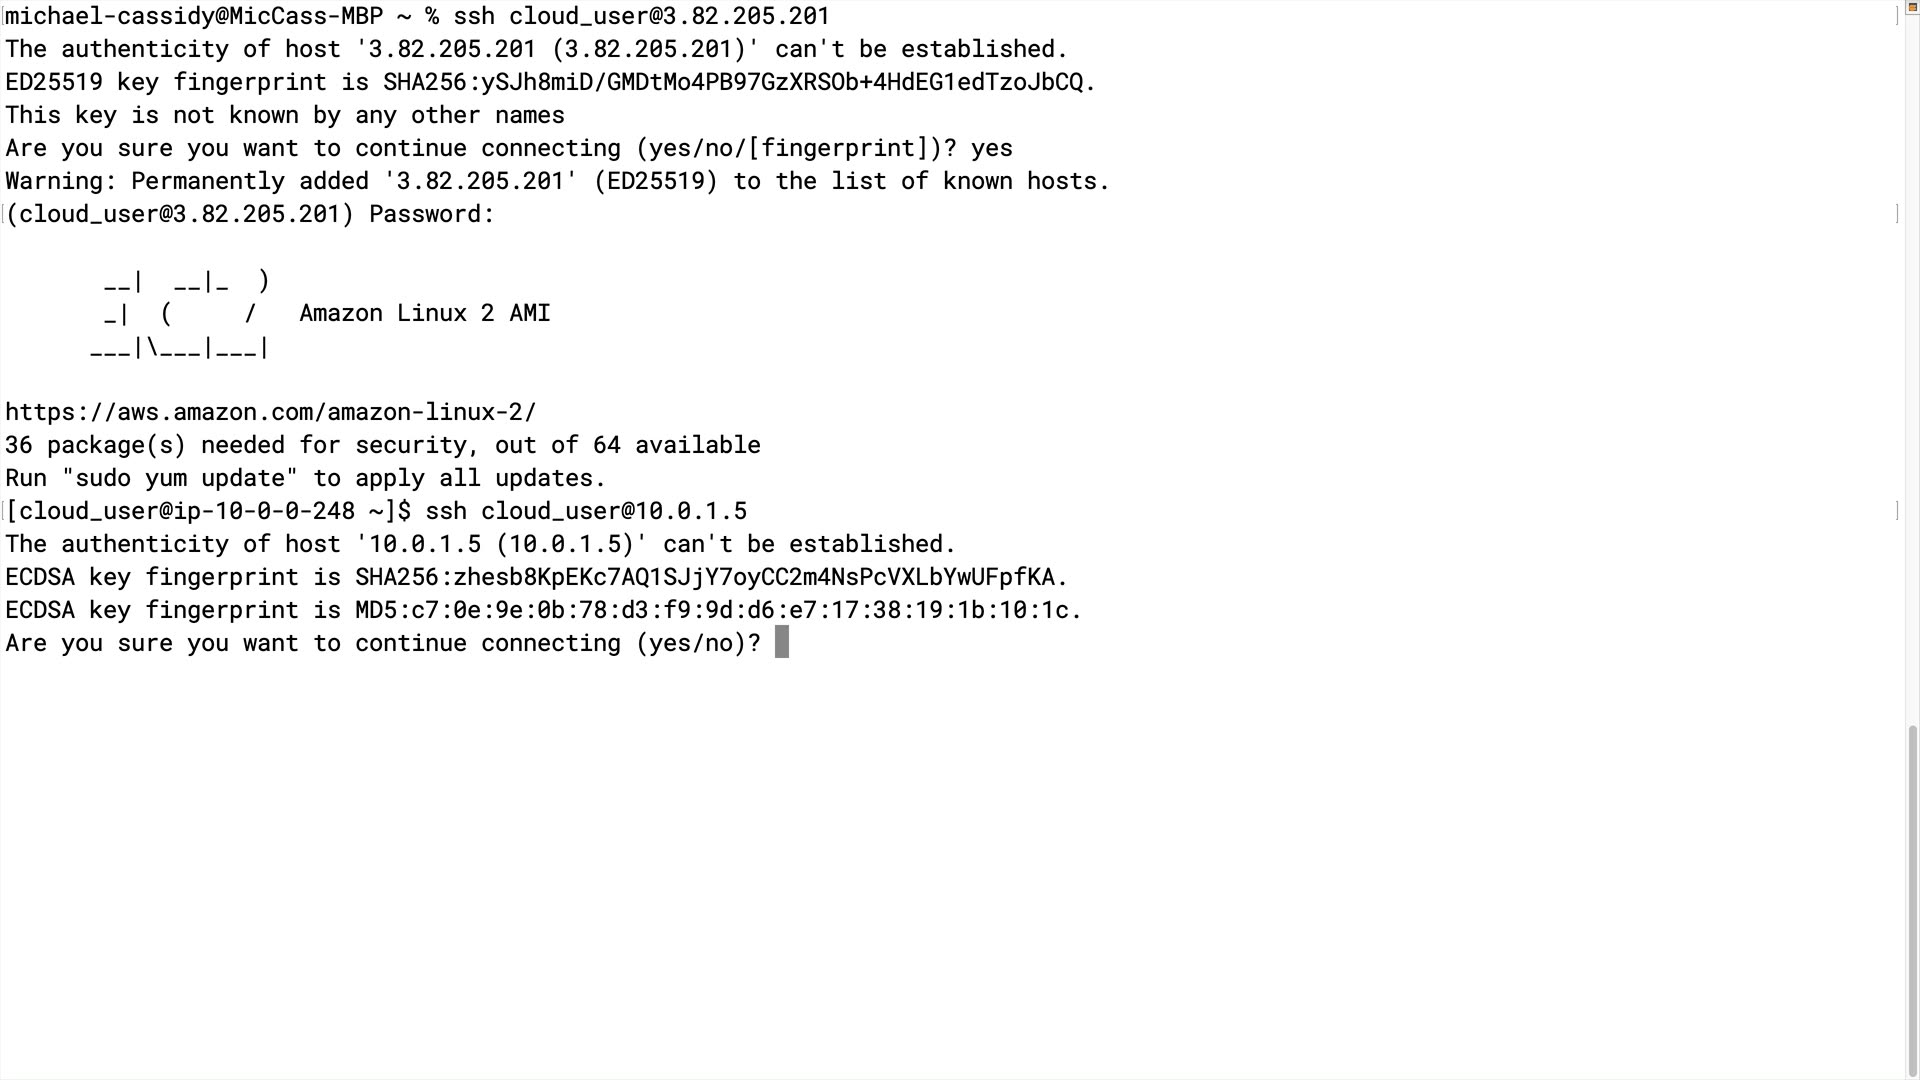 michael-cassidy@MicCass-MBP ~ % ssh cloud_user@3.82.205.201
The authenticity of host '3.82.205.201 (3.82.205.201)' can't be established.
ED25519 key fingerprint is SHA256:ySJh8miD/GMDtMo4PB97GzXRSOb+4HdEG1edTzoJbCQ.
This key is not known by any other names
Are you sure you want to continue connecting (yes/no/[fingerprint])? yes
Warning: Permanently added '3.82.205.201' (ED25519) to the list of known hosts.
(cloud_user@3.82.205.201) Password:

       __|  __|_  )
       _|  (     /   Amazon Linux 2 AMI
      ___|\___|___|

https://aws.amazon.com/amazon-linux-2/
36 package(s) needed for security, out of 64 available
Run "sudo yum update" to apply all updates.
[cloud_user@ip-10-0-0-248 ~]$ ssh cloud_user@10.0.1.5
The authenticity of host '10.0.1.5 (10.0.1.5)' can't be established.
ECDSA key fingerprint is SHA256:zhesb8KpEKc7AQ1SJjY7oyCC2m4NsPcVXLbYwUFpfKA.
ECDSA key fingerprint is MD5:c7:0e:9e:0b:78:d3:f9:9d:d6:e7:17:38:19:1b:10:1c.
Are you sure you want to continue connecting (yes/no)?